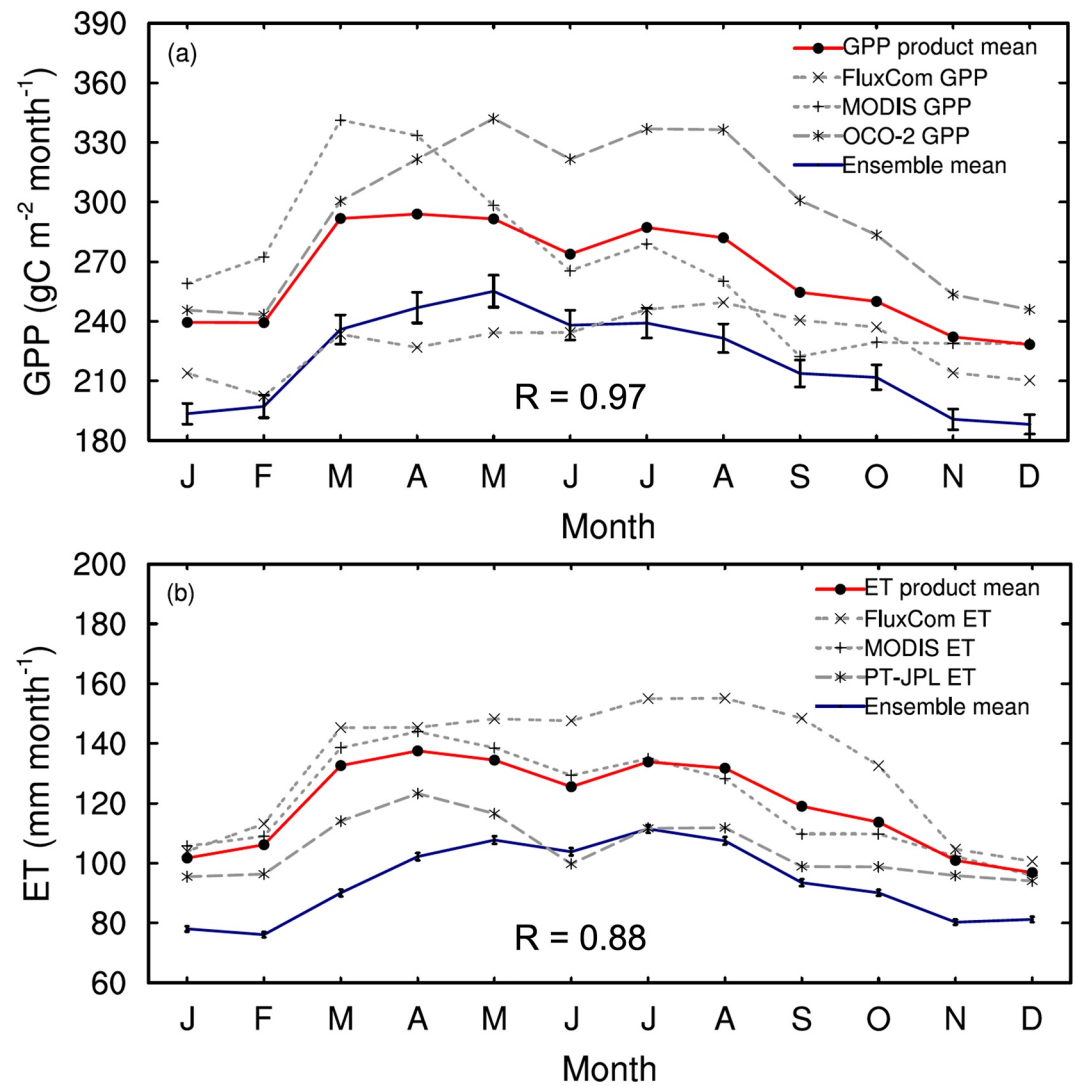 390
360
330
300
270
240
210
180
GPP (gC m⁻² month⁻¹)
(a)
GPP product mean
FluxCom GPP
MODIS GPP
OCO-2 GPP
Ensemble mean
R = 0.97
J F M A M J J A S O N D
Month
200
180
160
140
120
100
80
60
ET (mm month⁻¹)
(b)
ET product mean
FluxCom ET
MODIS ET
PT-JPL ET
Ensemble mean
R = 0.88
J F M A M J J A S O N D
Month